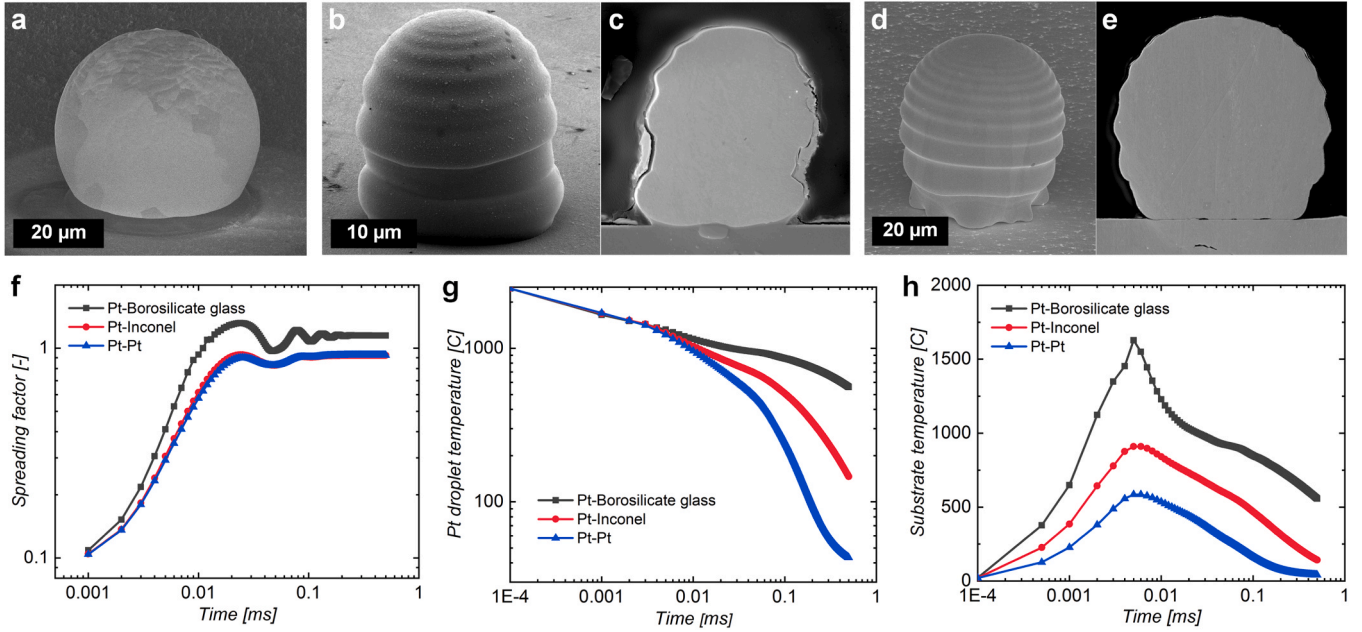 a
b
c
d
e
20 µm
10 µm
20 µm
f
Pt-Borosilicate glass
Pt-Inconel
Pt-Pt
1
0.1
Spreading factor [-]
0.001
0.01
0.1
1
Time [ms]
g
1000
100
Pt droplet temperature [C]
Pt-Borosilicate glass
Pt-Inconel
Pt-Pt
1E-4
0.001
0.01
0.1
1
Time [ms]
h
2000
1500
1000
500
0
Substrate temperature [C]
Pt-Borosilicate glass
Pt-Inconel
Pt-Pt
1E-4
0.001
0.01
0.1
1
Time [ms]